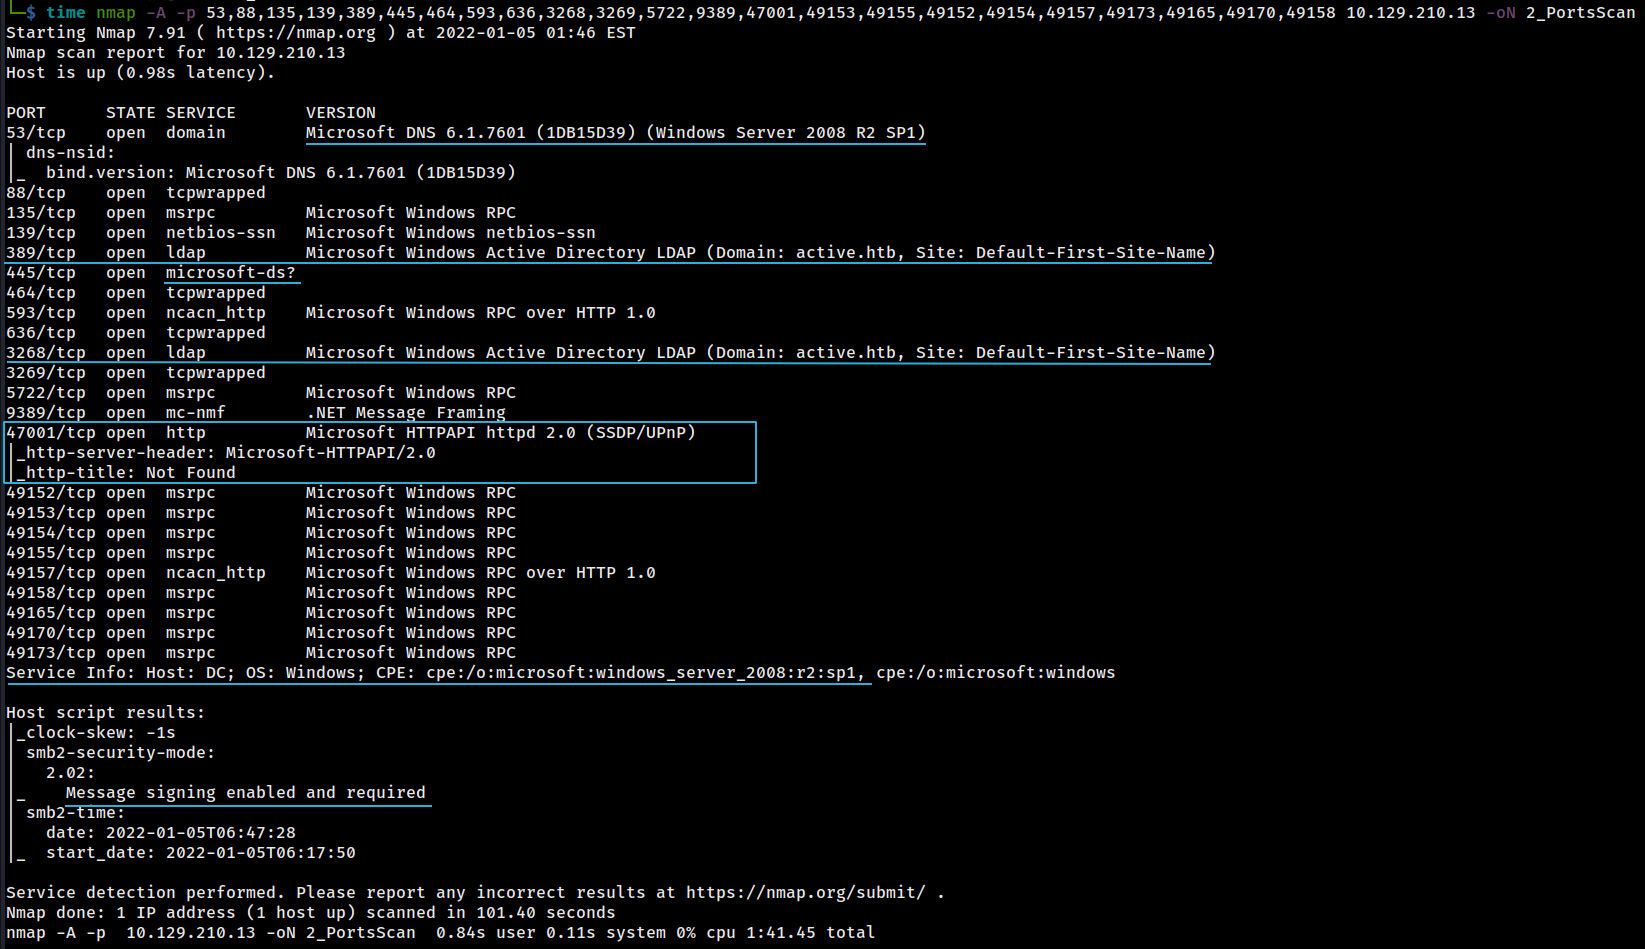 └─$ time nmap -A -p 53,88,135,139,389,445,464,593,636,3268,3269,5722,9389,47001,49153,49155,49152,49154,49157,49173,49165,49170,49158 10.129.210.13 -oN 2_PortsScan
Starting Nmap 7.91 ( https://nmap.org ) at 2022-01-05 01:46 EST
Nmap scan report for 10.129.210.13
Host is up (0.98s latency).

PORT      STATE SERVICE       VERSION
53/tcp    open  domain        Microsoft DNS 6.1.7601 (1DB15D39) (Windows Server 2008 R2 SP1)
| dns-nsid:
|_  bind.version: Microsoft DNS 6.1.7601 (1DB15D39)
88/tcp    open  tcpwrapped
135/tcp   open  msrpc         Microsoft Windows RPC
139/tcp   open  netbios-ssn   Microsoft Windows netbios-ssn
389/tcp   open  ldap          Microsoft Windows Active Directory LDAP (Domain: active.htb, Site: Default-First-Site-Name)
445/tcp   open  microsoft-ds?
464/tcp   open  tcpwrapped
593/tcp   open  ncacn_http    Microsoft Windows RPC over HTTP 1.0
636/tcp   open  tcpwrapped
3268/tcp  open  ldap          Microsoft Windows Active Directory LDAP (Domain: active.htb, Site: Default-First-Site-Name)
3269/tcp  open  tcpwrapped
5722/tcp  open  msrpc         Microsoft Windows RPC
9389/tcp  open  mc-nmf        .NET Message Framing
47001/tcp open  http          Microsoft HTTPAPI httpd 2.0 (SSDP/UPnP)
|_http-server-header: Microsoft-HTTPAPI/2.0
|_http-title: Not Found
49152/tcp open  msrpc         Microsoft Windows RPC
49153/tcp open  msrpc         Microsoft Windows RPC
49154/tcp open  msrpc         Microsoft Windows RPC
49155/tcp open  msrpc         Microsoft Windows RPC
49157/tcp open  ncacn_http    Microsoft Windows RPC over HTTP 1.0
49158/tcp open  msrpc         Microsoft Windows RPC
49165/tcp open  msrpc         Microsoft Windows RPC
49170/tcp open  msrpc         Microsoft Windows RPC
49173/tcp open  msrpc         Microsoft Windows RPC
Service Info: Host: DC; OS: Windows; CPE: cpe:/o:microsoft:windows_server_2008:r2:sp1, cpe:/o:microsoft:windows

Host script results:
|_clock-skew: -1s
| smb2-security-mode:
|   2.02:
|_    Message signing enabled and required
| smb2-time:
|   date: 2022-01-05T06:47:28
|_  start_date: 2022-01-05T06:17:50

Service detection performed. Please report any incorrect results at https://nmap.org/submit/ .
Nmap done: 1 IP address (1 host up) scanned in 101.40 seconds
nmap -A -p  10.129.210.13 -oN 2_PortsScan  0.84s user 0.11s system 0% cpu 1:41.45 total